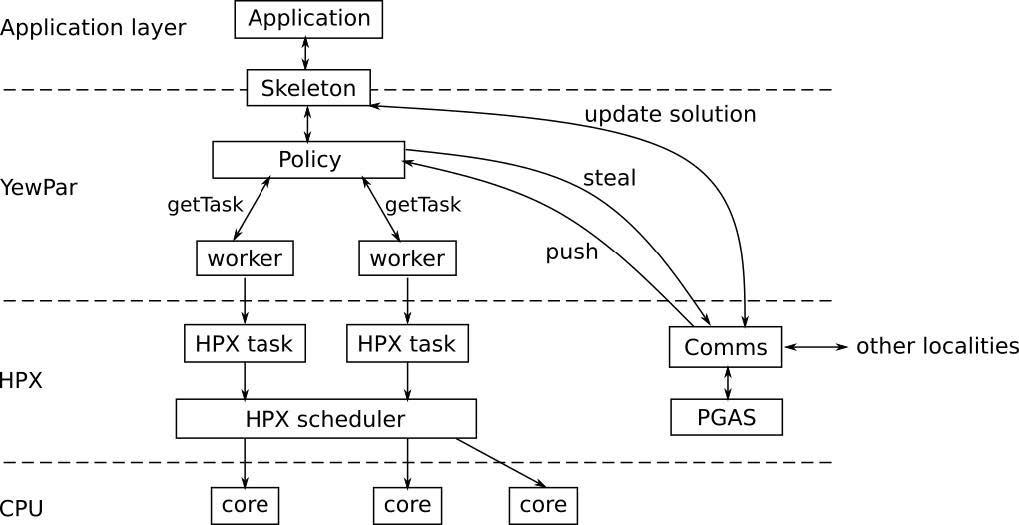 Application
Application layer
Skeleton
update solution
Policy
steal
YewPar
getTask
getTask
push
worker
worker
HPX task
HPX task
Comms
other localities
HPX
HPX scheduler
PGAS
core
core
core
CPU